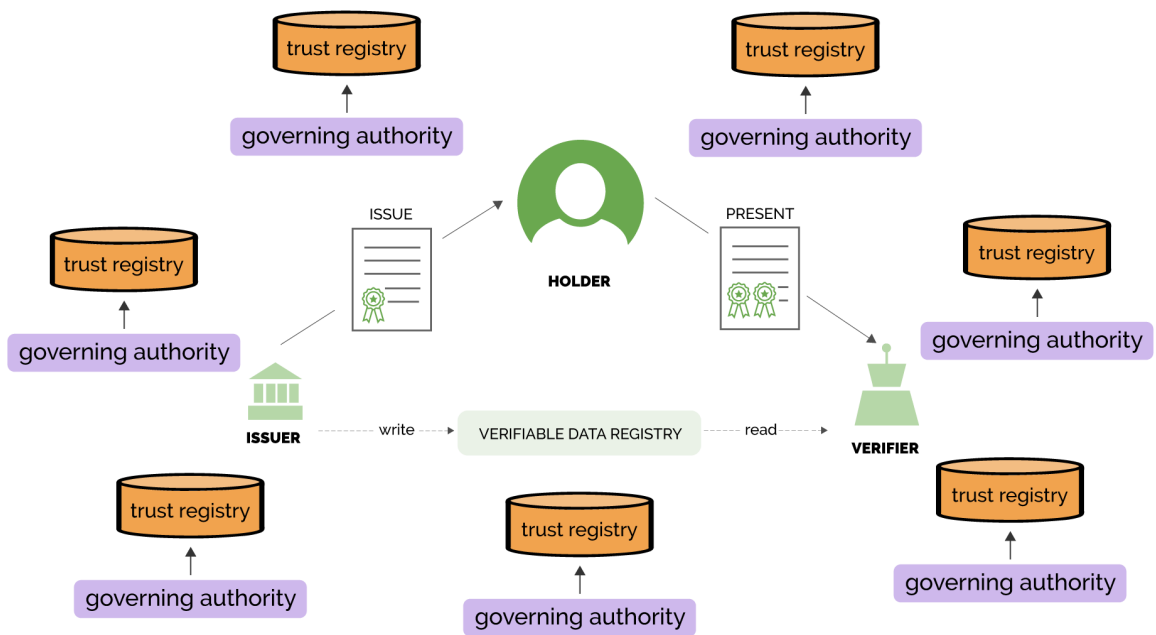 trust registry
trust registry
governing authority
governing authority
ISSUE
PRESENT
trust registry
HOLDER
trust registry
governing authority
governing authority
ISSUER
write
VERIFIABLE DATA REGISTRY
read
VERIFIER
trust registry
trust registry
trust registry
governing authority
governing authority
governing authority